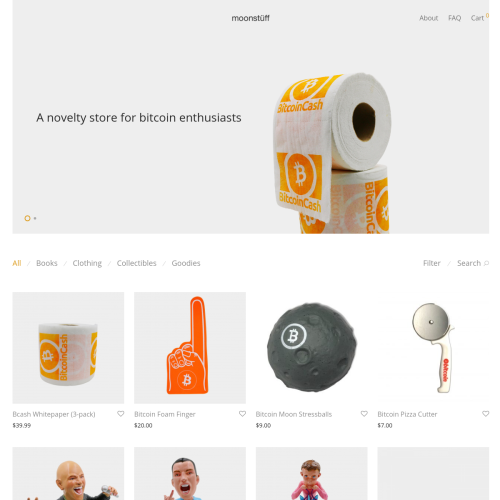 moonstüff
About FAQ Cart 0
A novelty store for bitcoin enthusiasts
BitcoinCash
BitcoinCash
BitcoinCash
All / Books / Clothing / Collectibles / Goodies
Filter / Search
BitcoinCash
Bcash Whitepaper (3-pack)
Bitcoin Foam Finger
Bitcoin Moon Stressballs
Bitcoin Pizza Cutter
$39.99
$20.00
$9.00
$7.00